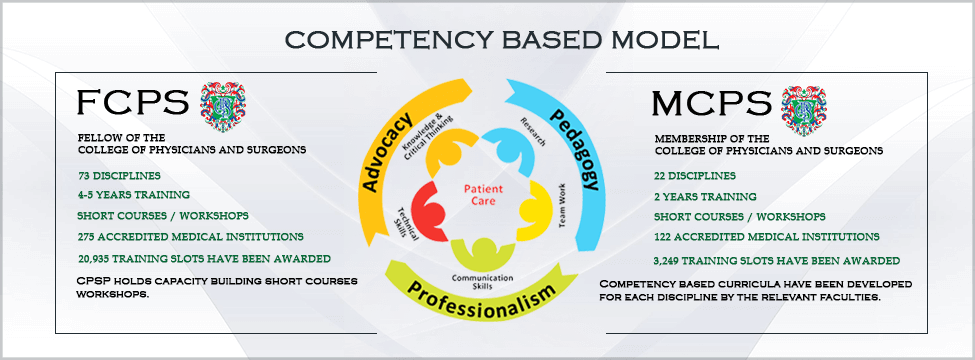 COMPETENCY BASED MODEL
FCPS
FELLOW OF THE
COLLEGE OF PHYSICIANS AND SURGEONS
73 DISCIPLINES
4-5 YEARS TRAINING
SHORT COURSES / WORKSHOPS
275 ACCREDITED MEDICAL INSTITUTIONS
20,935 TRAINING SLOTS HAVE BEEN AWARDED
CPSP HOLDS CAPACITY BUILDING SHORT COURSES
WORKSHOPS.
Advocacy
Pedagogy
Professionalism
Knowledge &
Critical Thinking
Research
Technical
Skills
Patient
Care
Team Work
Communication
Skills
MCPS
MEMBERSHIP OF THE
COLLEGE OF PHYSICIANS AND SURGEONS
22 DISCIPLINES
2 YEARS TRAINING
SHORT COURSES / WORKSHOPS
122 ACCREDITED MEDICAL INSTITUTIONS
3,249 TRAINING SLOTS HAVE BEEN AWARDED
COMPETENCY BASED CURRICULA HAVE BEEN DEVELOPED
FOR EACH DISCIPLINE BY THE RELEVANT FACULTIES.